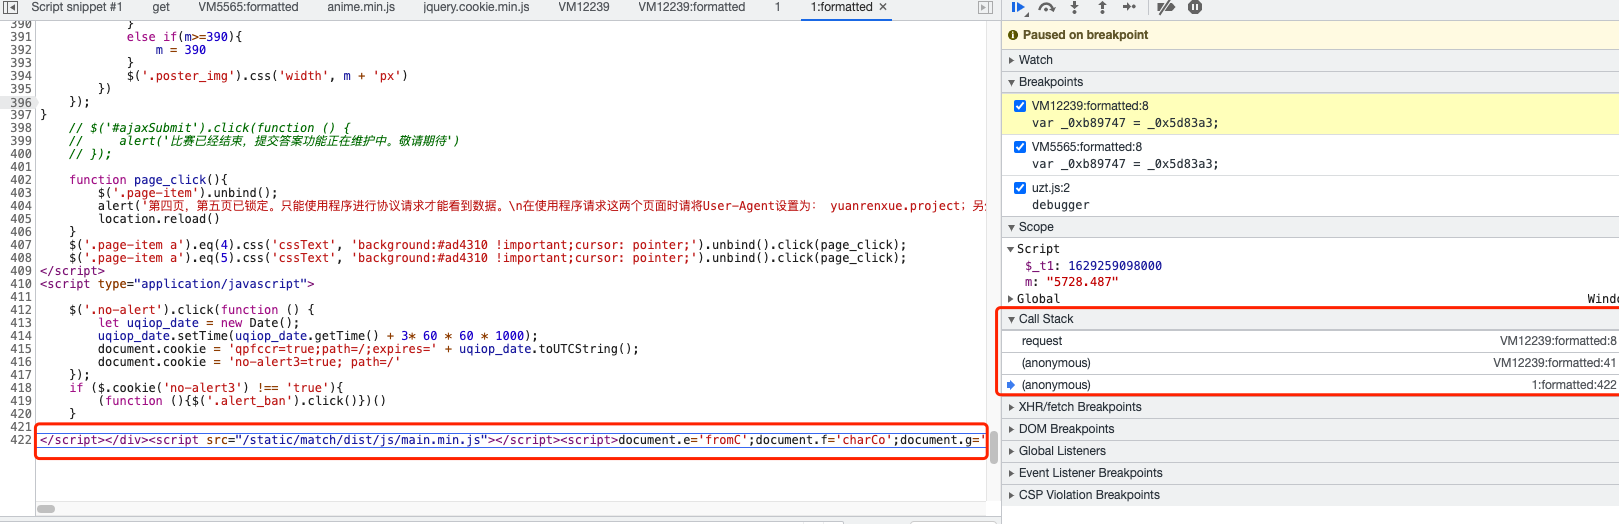 Script snippet #1 get VM5565:formatted anime.min.js jquery.cookie.min.js VM12239 VM12239:formatted 1 1:formatted ×
390 }
391 else if(m>=390){
392 m = 390
393 }
394 $('.poster_img').css('width', m + 'px')
395 })
396 });
397 }
398 // $('#ajaxSubmit').click(function () {
399 // alert('比赛已经结束，提交答案功能正在维护中。敬请期待')
400 // });
401
402 function page_click(){
403 $('.page-item').unbind();
404 alert('第四页，第五页已锁定。只能使用程序进行协议请求才能看到数据。\n在使用程序请求这两个页面时请将User-Agent设置为： yuanrenxue.project；另
405 location.reload()
406 }
407 $('.page-item a').eq(4).css('cssText', 'background:#ad4310 !important;cursor: pointer;').unbind().click(page_click);
408 $('.page-item a').eq(5).css('cssText', 'background:#ad4310 !important;cursor: pointer;').unbind().click(page_click);
409 </script>
410 <script type="application/javascript">
411
412 $('.no-alert').click(function () {
413 let uqiop_date = new Date();
414 uqiop_date.setTime(uqiop_date.getTime() + 3* 60 * 60 * 1000);
415 document.cookie = 'qpfccr=true;path=/;expires=' + uqiop_date.toUTCString();
416 document.cookie = 'no-alert3=true; path=/'
417 });
418 if ($.cookie('no-alert3') !== 'true'){
419 (function (){$('.alert_ban').click()})()
420 }
421
422 </script></div><script src="/static/match/dist/js/main.min.js"></script><script>document.e='fromC';document.f='charCo';document.g='
Paused on breakpoint
Watch
Breakpoints
VM12239:formatted:8
var _0xb89747 = _0x5d83a3;
VM5565:formatted:8
var _0xb89747 = _0x5d83a3;
uzt.js:2
debugger
Scope
Script
$_t1: 1629259098000
m: "5728.487"
Global Windo
Call Stack
request VM12239:formatted:8
(anonymous) VM12239:formatted:41
(anonymous) 1:formatted:422
XHR/fetch Breakpoints
DOM Breakpoints
Global Listeners
Event Listener Breakpoints
CSP Violation Breakpoints